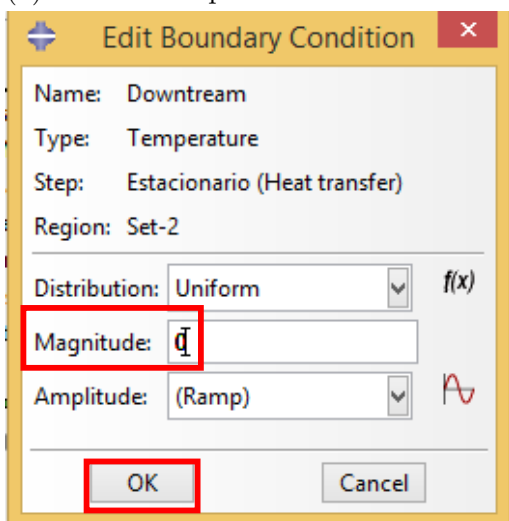 Edit Boundary Condition
Name: Downtream
Type: Temperature
Step: Estacionario (Heat transfer)
Region: Set-2
Distribution: Uniform f(x)
Magnitude: 0
Amplitude: (Ramp)
OK Cancel